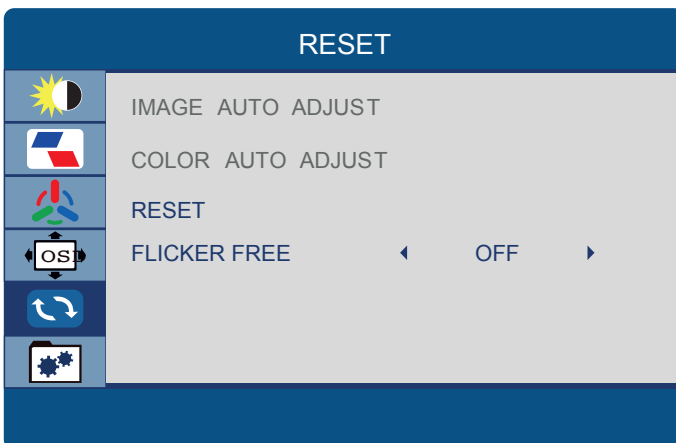 RESET
IMAGE AUTO ADJUST
COLOR AUTO ADJUST
RESET
FLICKER FREE OFF
OSD